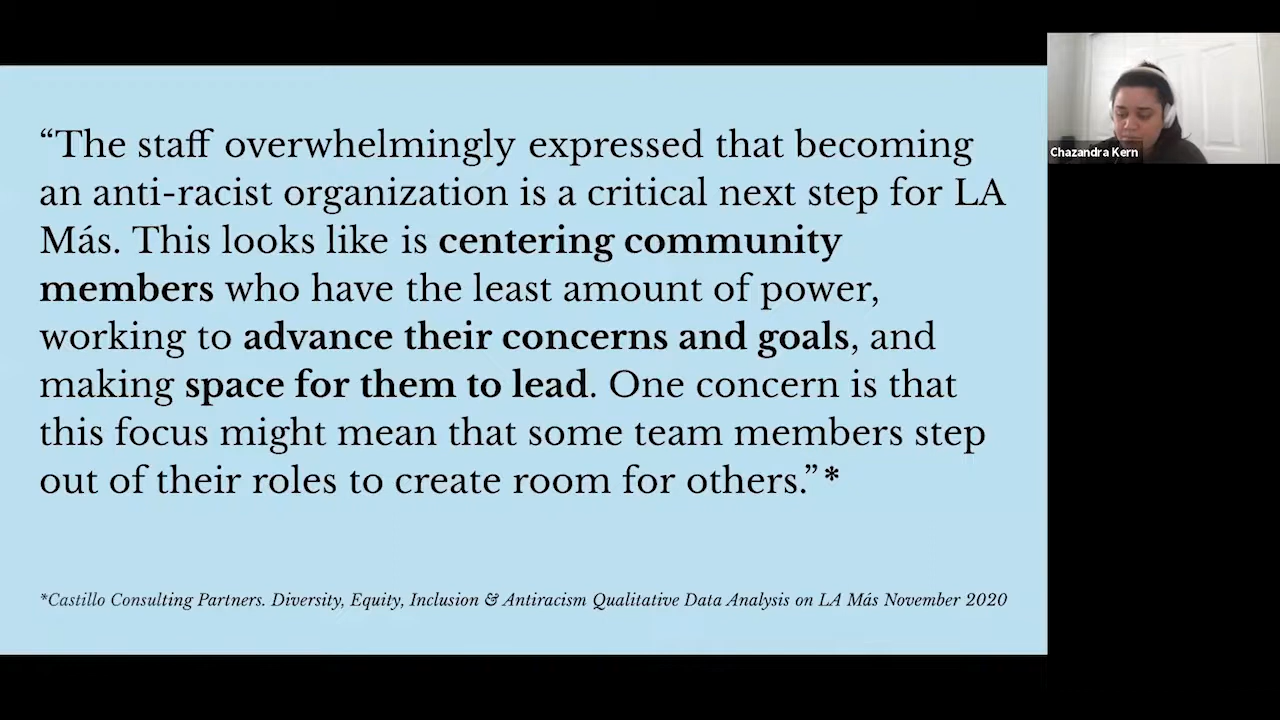 “The staff overwhelmingly expressed that becoming
an anti-racist organization is a critical next step for LA
Más. This looks like is centering community
members who have the least amount of power,
working to advance their concerns and goals, and
making space for them to lead. One concern is that
this focus might mean that some team members step
out of their roles to create room for others.”*
*Castillo Consulting Partners. Diversity, Equity, Inclusion & Antiracism Qualitative Data Analysis on LA Más November 2020
Chazandra Kern